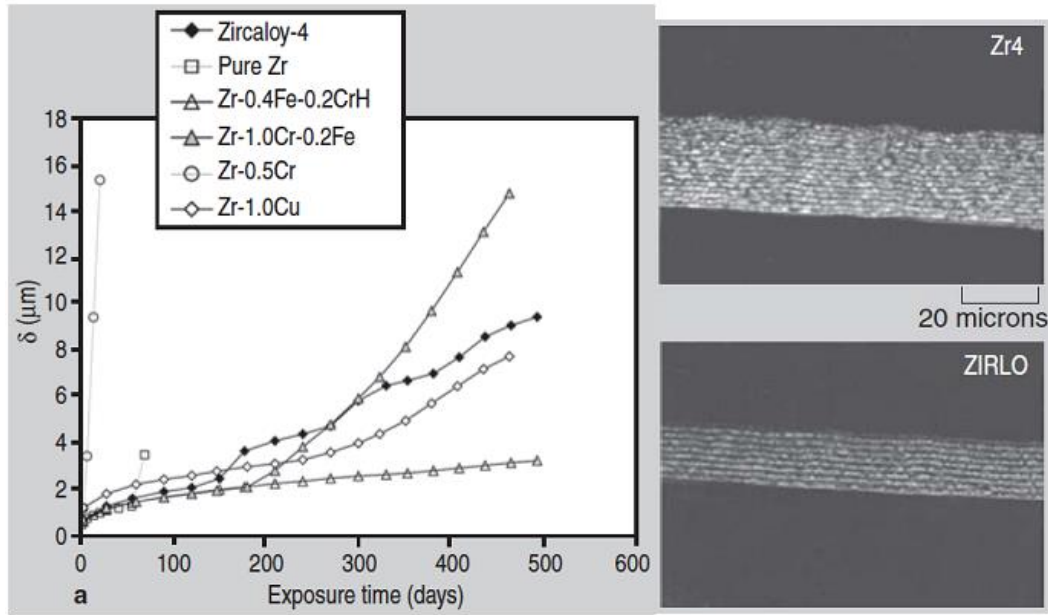 Zircaloy-4
Pure Zr
Zr-0.4Fe-0.2CrH
Zr-1.0Cr-0.2Fe
Zr-0.5Cr
Zr-1.0Cu
18
16
14
12
10
8
6
4
2
0
δ (μm)
0 100 200 300 400 500 600
a Exposure time (days)
Zr4
20 microns
ZIRLO